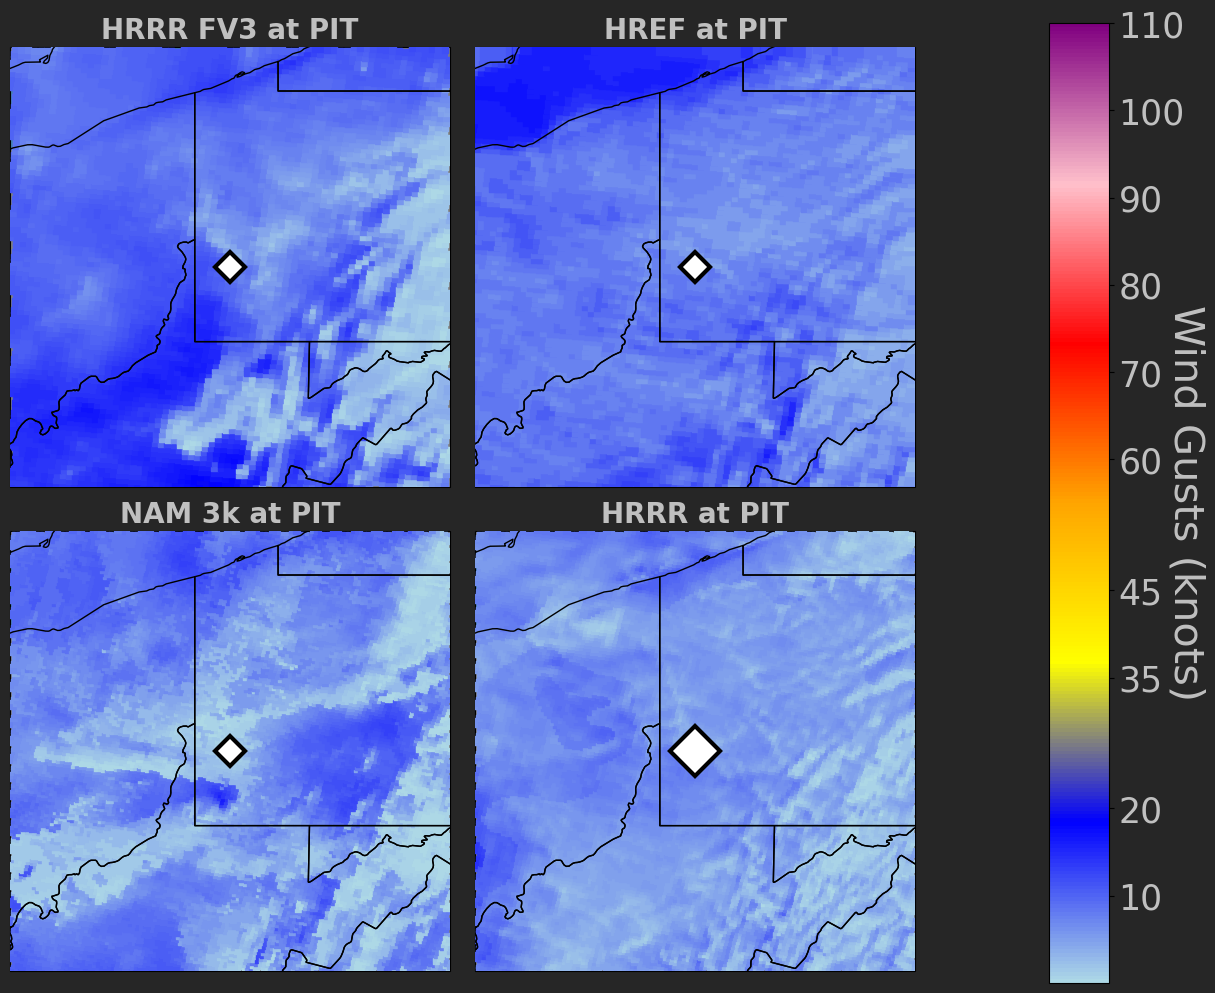 HRRR FV3 at PIT
HREF at PIT
NAM 3k at PIT
HRRR at PIT
110
100
90
80
70
60
45
35
20
10
Wind Gusts (knots)